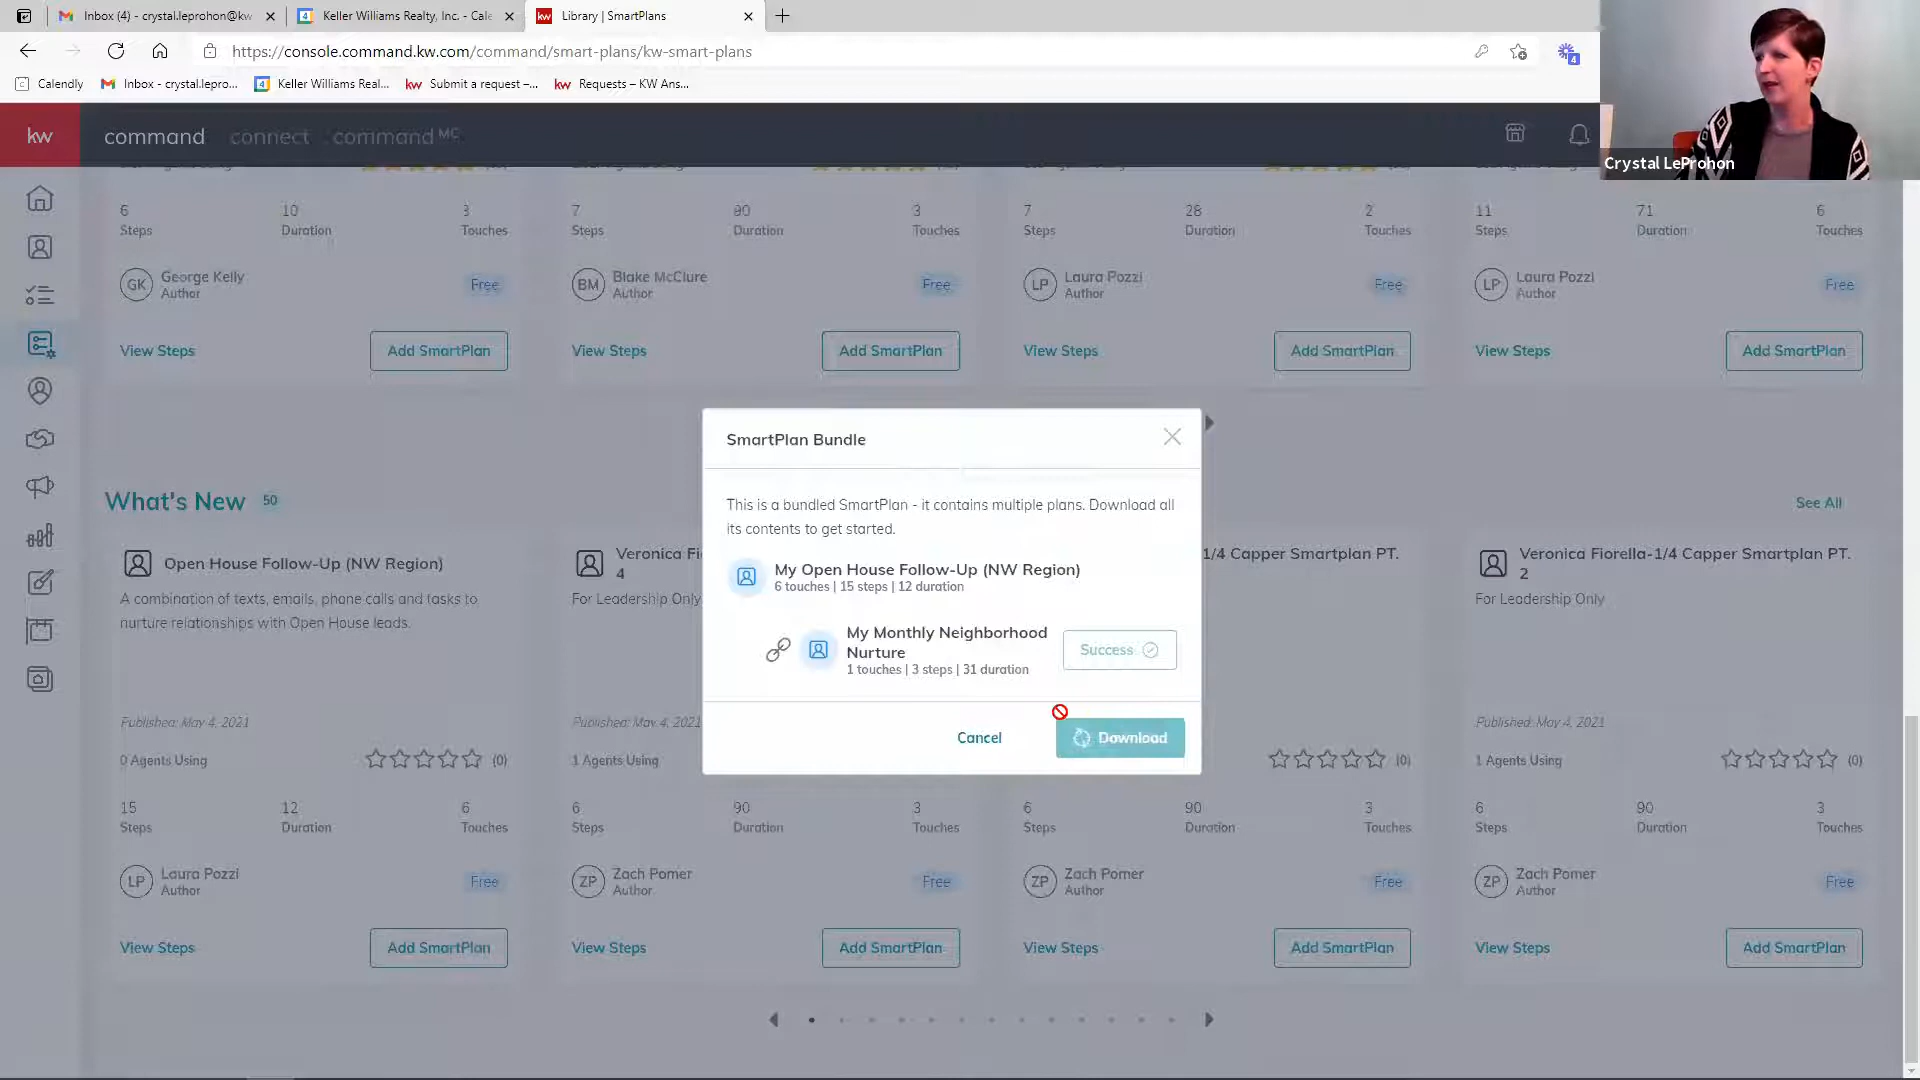 Inbox (4) - crystal.leprohon@kw
Keller Williams Realty, Inc. - Cale
kw Library | SmartPlans
https://console.command.kw.com/command/smart-plans/kw-smart-plans
4
Calendly
Inbox - crystal.lepro...
4 Keller Williams Real...
kw Submit a request –...
kw Requests – KW Ans...
Crystal LeProhon
kw command connect command MC
6 10 3
Steps Duration Touches
7 90 3
Steps Duration Touches
7 28 2
Steps Duration Touches
11 71 6
Steps Duration Touches
GK George Kelly Free
Author
BM Blake McClure Free
Author
LP Laura Pozzi Free
Author
LP Laura Pozzi Free
Author
View Steps Add SmartPlan
View Steps Add SmartPlan
View Steps Add SmartPlan
View Steps Add SmartPlan
SmartPlan Bundle
This is a bundled SmartPlan - it contains multiple plans. Download all
its contents to get started.
My Open House Follow-Up (NW Region)
6 touches | 15 steps | 12 duration
My Monthly Neighborhood
Nurture
1 touches | 3 steps | 31 duration
Success
Cancel Download
What's New 50 See All
Open House Follow-Up (NW Region)
A combination of texts, emails, phone calls and tasks to
nurture relationships with Open House leads.
Published: May 4, 2021
0 Agents Using (0)
15 12 6
Steps Duration Touches
LP Laura Pozzi Free
Author
View Steps Add SmartPlan
Veronica Fi
4
For Leadership Only
Published: May 4, 2021
1 Agents Using
6 90 3
Steps Duration Touches
ZP Zach Pomer Free
Author
View Steps Add SmartPlan
1/4 Capper Smartplan PT.
(0)
6 90 3
Steps Duration Touches
ZP Zach Pomer Free
Author
View Steps Add SmartPlan
Veronica Fiorella-1/4 Capper Smartplan PT.
2
For Leadership Only
Published: May 4, 2021
1 Agents Using (0)
6 90 3
Steps Duration Touches
ZP Zach Pomer Free
Author
View Steps Add SmartPlan